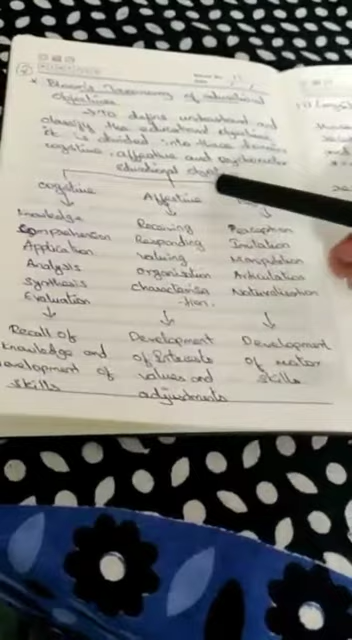 * Bloom's Taxonomy of educational
objectives
→ To define understand and
classify the educational objectives
It is divided into three domains
cognitive, affective and psychomotor
Educational
Cognitive Affective
Knowledge Receiving Perception
Comprehension Responding Imitation
Application Valuing Manipulation
Analysis organisation Articulation
Synthesis characterisa Naturalisation
Evaluation -tion.
Recall of Development Development
Knowledge and of Interests of motor
development of values and skills
skills adjustments